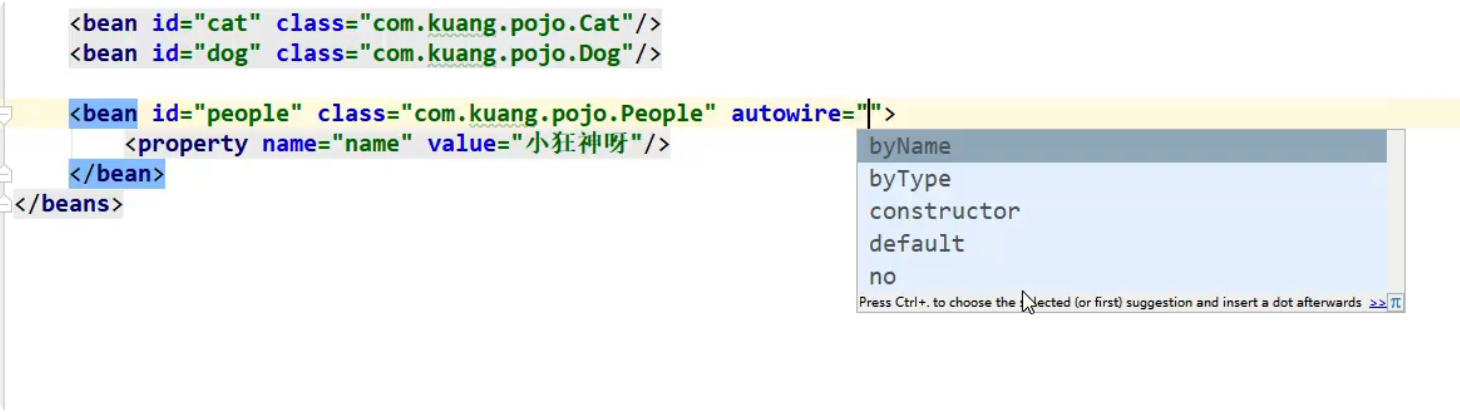 <bean id="cat" class="com.kuang.pojo.Cat"/>
<bean id="dog" class="com.kuang.pojo.Dog"/>
<bean id="people" class="com.kuang.pojo.People" autowire="">
<property name="name" value="小狂神呀"/>
</bean>
</beans>
byName
byType
constructor
default
no
Press Ctrl+. to choose the selected (or first) suggestion and insert a dot afterwards >> π